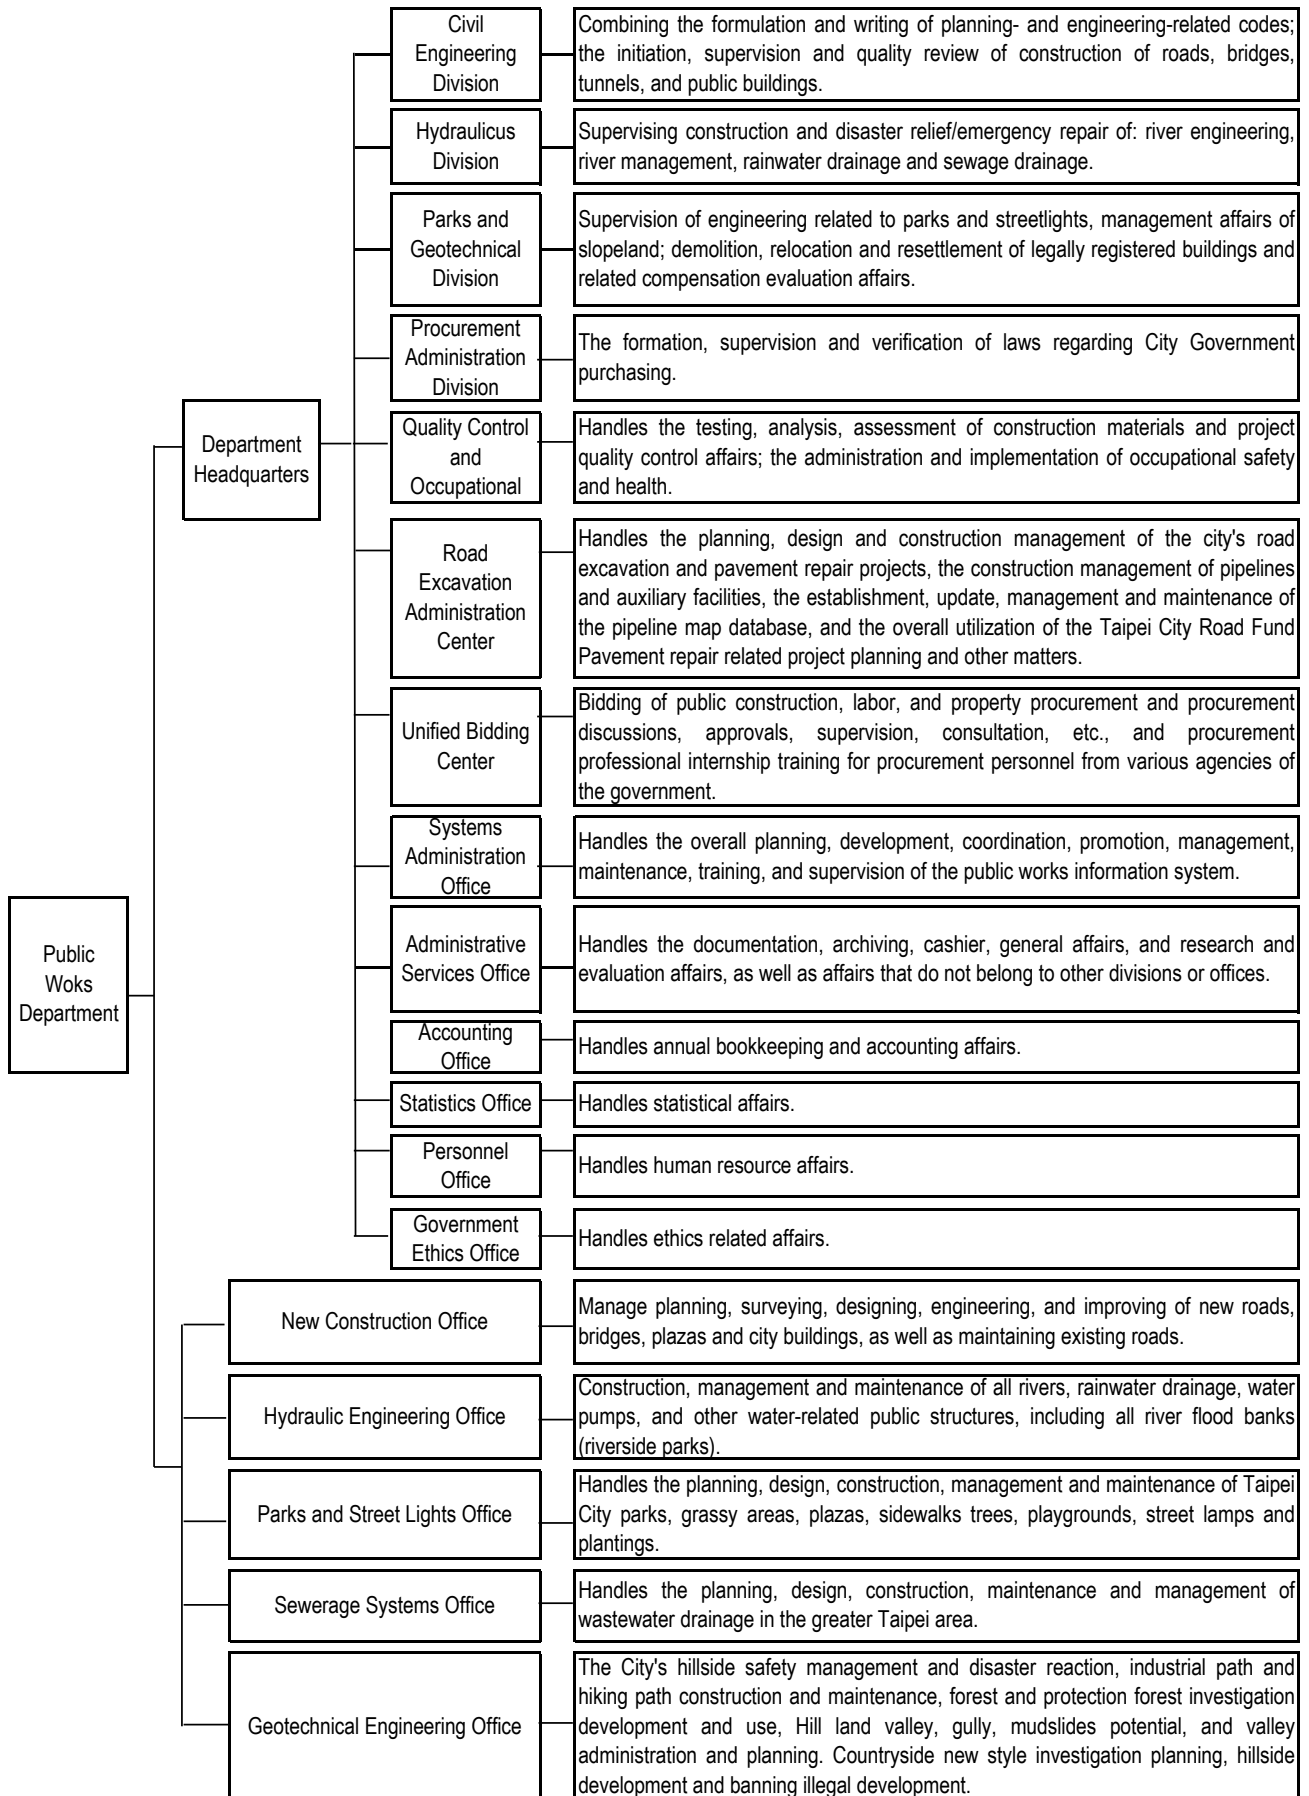 Civil
Engineering
Division
Combining the formulation and writing of planning- and engineering-related codes;
the initiation, supervision and quality review of construction of roads, bridges,
tunnels, and public buildings.
Hydraulicus
Division
Supervising construction and disaster relief/emergency repair of: river engineering,
river management, rainwater drainage and sewage drainage.
Parks and
Geotechnical
Division
Supervision of engineering related to parks and streetlights, management affairs of
slopeland; demolition, relocation and resettlement of legally registered buildings and
related compensation evaluation affairs.
Procurement
Administration
Division
The formation, supervision and verification of laws regarding City Government
purchasing.
Department
Headquarters
Quality Control
and
Occupational
Handles the testing, analysis, assessment of construction materials and project
quality control affairs; the administration and implementation of occupational safety
and health.
Road
Excavation
Administration
Center
Handles the planning, design and construction management of the city's road
excavation and pavement repair projects, the construction management of pipelines
and auxiliary facilities, the establishment, update, management and maintenance of
the pipeline map database, and the overall utilization of the Taipei City Road Fund
Pavement repair related project planning and other matters.
Unified Bidding
Center
Bidding of public construction, labor, and property procurement and procurement
discussions, approvals, supervision, consultation, etc., and procurement
professional internship training for procurement personnel from various agencies of
the government.
Systems
Administration
Office
Handles the overall planning, development, coordination, promotion, management,
maintenance, training, and supervision of the public works information system.
Public
Woks
Department
Administrative
Services Office
Handles the documentation, archiving, cashier, general affairs, and research and
evaluation affairs, as well as affairs that do not belong to other divisions or offices.
Accounting
Office
Handles annual bookkeeping and accounting affairs.
Statistics Office
Handles statistical affairs.
Personnel
Office
Handles human resource affairs.
Government
Ethics Office
Handles ethics related affairs.
New Construction Office
Manage planning, surveying, designing, engineering, and improving of new roads,
bridges, plazas and city buildings, as well as maintaining existing roads.
Hydraulic Engineering Office
Construction, management and maintenance of all rivers, rainwater drainage, water
pumps, and other water-related public structures, including all river flood banks
(riverside parks).
Parks and Street Lights Office
Handles the planning, design, construction, management and maintenance of Taipei
City parks, grassy areas, plazas, sidewalks trees, playgrounds, street lamps and
plantings.
Sewerage Systems Office
Handles the planning, design, construction, maintenance and management of
wastewater drainage in the greater Taipei area.
Geotechnical Engineering Office
The City's hillside safety management and disaster reaction, industrial path and
hiking path construction and maintenance, forest and protection forest investigation
development and use, Hill land valley, gully, mudslides potential, and valley
administration and planning. Countryside new style investigation planning, hillside
development and banning illegal development.